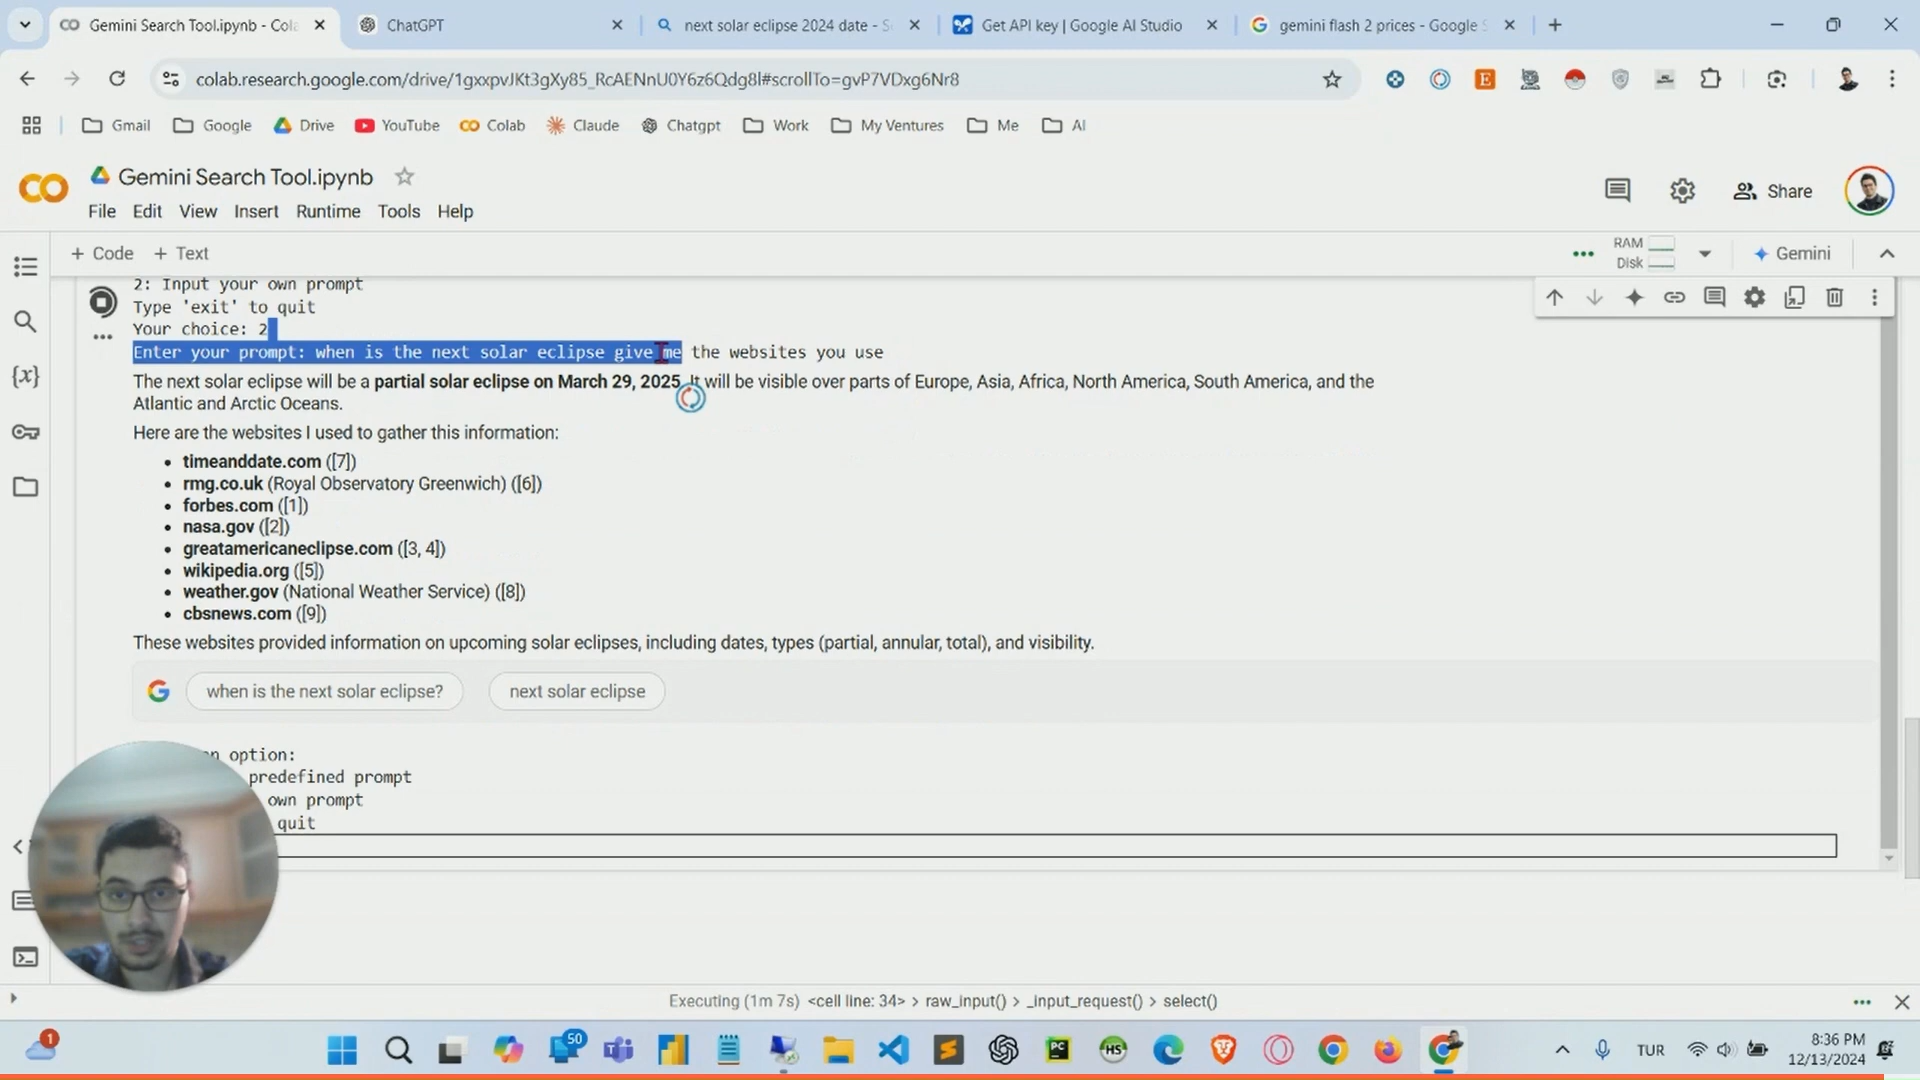 Gemini Search Tool.ipynb - Cola
ChatGPT
next solar eclipse 2024 date - S
Get API key | Google AI Studio
gemini flash 2 prices - Google S
colab.research.google.com/drive/1gxxpvJKt3gXy85_RcAENnU0Y6z6Qdg8l#scrollTo=gvP7VDxg6Nr8
Gmail
Google
Drive
YouTube
Colab
Claude
Chatgpt
Work
My Ventures
Me
AI
Gemini Search Tool.ipynb
Share
File Edit View Insert Runtime Tools Help
+ Code + Text
RAM
Disk
Gemini
2: Input your own prompt
Type 'exit' to quit
Your choice: 2
Enter your prompt: when is the next solar eclipse give me the websites you use
The next solar eclipse will be a partial solar eclipse on March 29, 2025. It will be visible over parts of Europe, Asia, Africa, North America, South America, and the
Atlantic and Arctic Oceans.
Here are the websites I used to gather this information:
• timeanddate.com ([7])
• rmg.co.uk (Royal Observatory Greenwich) ([6])
• forbes.com ([1])
• nasa.gov ([2])
• greatamericaneclipse.com ([3, 4])
• wikipedia.org ([5])
• weather.gov (National Weather Service) ([8])
• cbsnews.com ([9])
These websites provided information on upcoming solar eclipses, including dates, types (partial, annular, total), and visibility.
when is the next solar eclipse?
next solar eclipse
option:
predefined prompt
own prompt
quit
Executing (1m 7s) <cell line: 34> > raw_input() > _input_request() > select()
1
50
HS
TUR
8:36 PM
12/13/2024